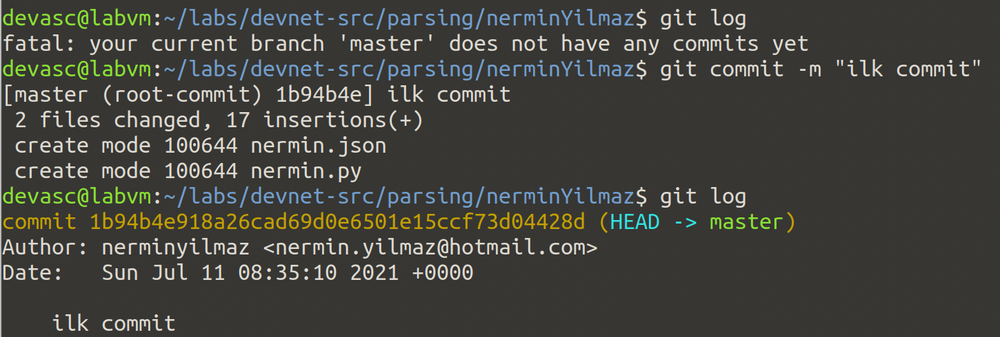 devasc@labvm:~/labs/devnet-src/parsing/nerminYilmaz$ git log
fatal: your current branch 'master' does not have any commits yet
devasc@labvm:~/labs/devnet-src/parsing/nerminYilmaz$ git commit -m "ilk commit"
[master (root-commit) 1b94b4e] ilk commit
 2 files changed, 17 insertions(+)
 create mode 100644 nermin.json
 create mode 100644 nermin.py
devasc@labvm:~/labs/devnet-src/parsing/nerminYilmaz$ git log
commit 1b94b4e918a26cad69d0e6501e15ccf73d04428d (HEAD -> master)
Author: nerminyilmaz <nermin.yilmaz@hotmail.com>
Date:   Sun Jul 11 08:35:10 2021 +0000

    ilk commit